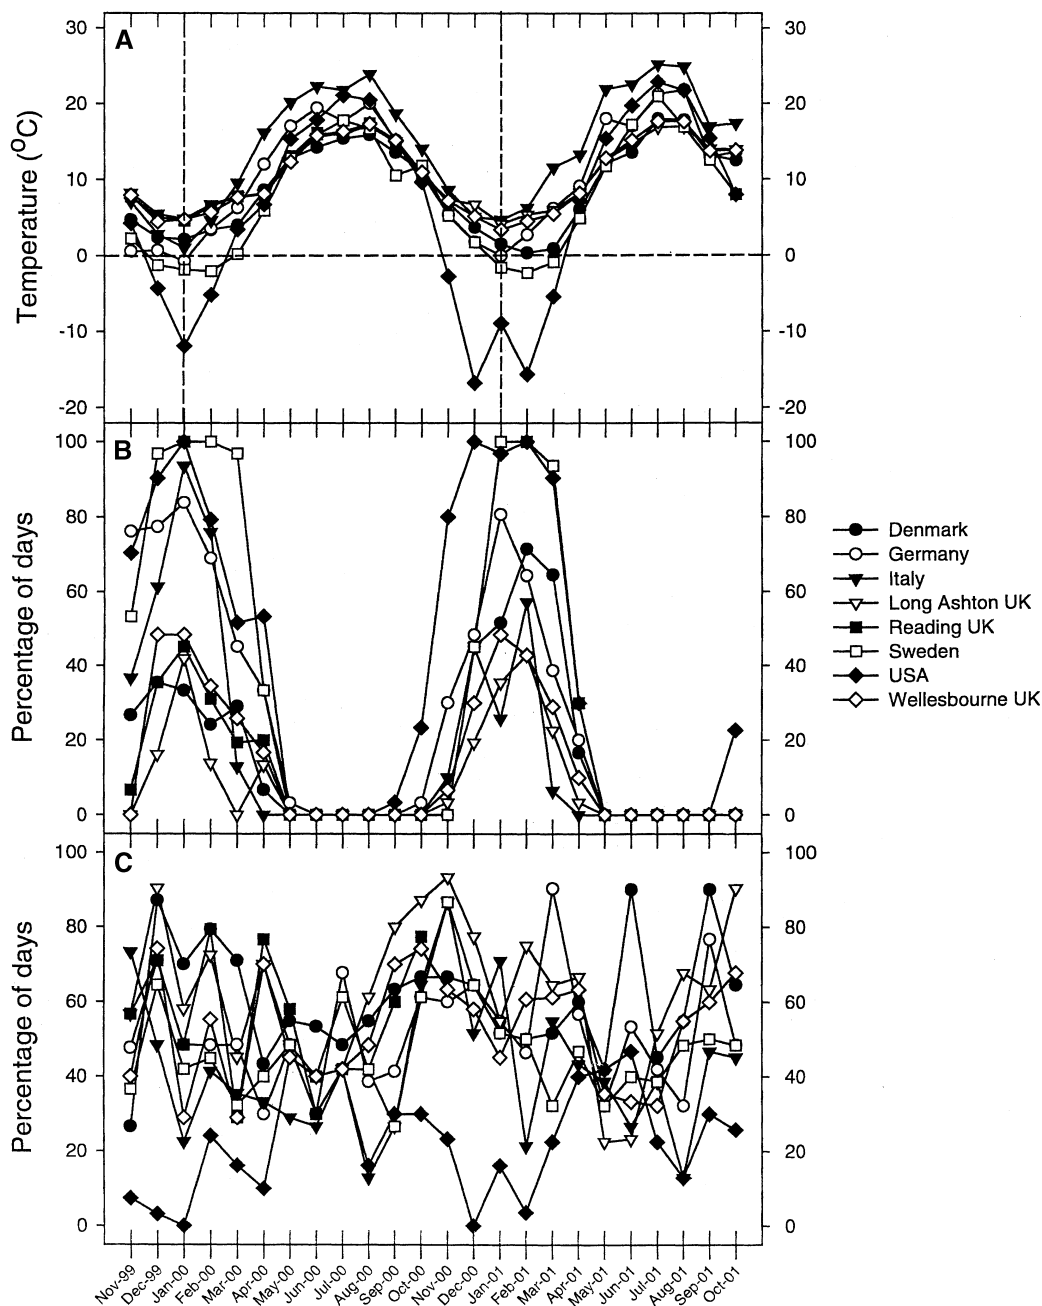 A
Temperature (°C)
30
20
10
0
-10
-20
30
20
10
0
-10
-20
B
Percentage of days
100
80
60
40
20
0
100
80
60
40
20
0
Denmark
Germany
Italy
Long Ashton UK
Reading UK
Sweden
USA
Wellesbourne UK
C
Percentage of days
100
80
60
40
20
0
100
80
60
40
20
0
Nov-99
Dec-99
Jan-00
Feb-00
Mar-00
Apr-00
May-00
Jun-00
Jul-00
Aug-00
Sep-00
Oct-00
Nov-00
Dec-00
Jan-01
Feb-01
Mar-01
Apr-01
May-01
Jun-01
Jul-01
Aug-01
Sep-01
Oct-01